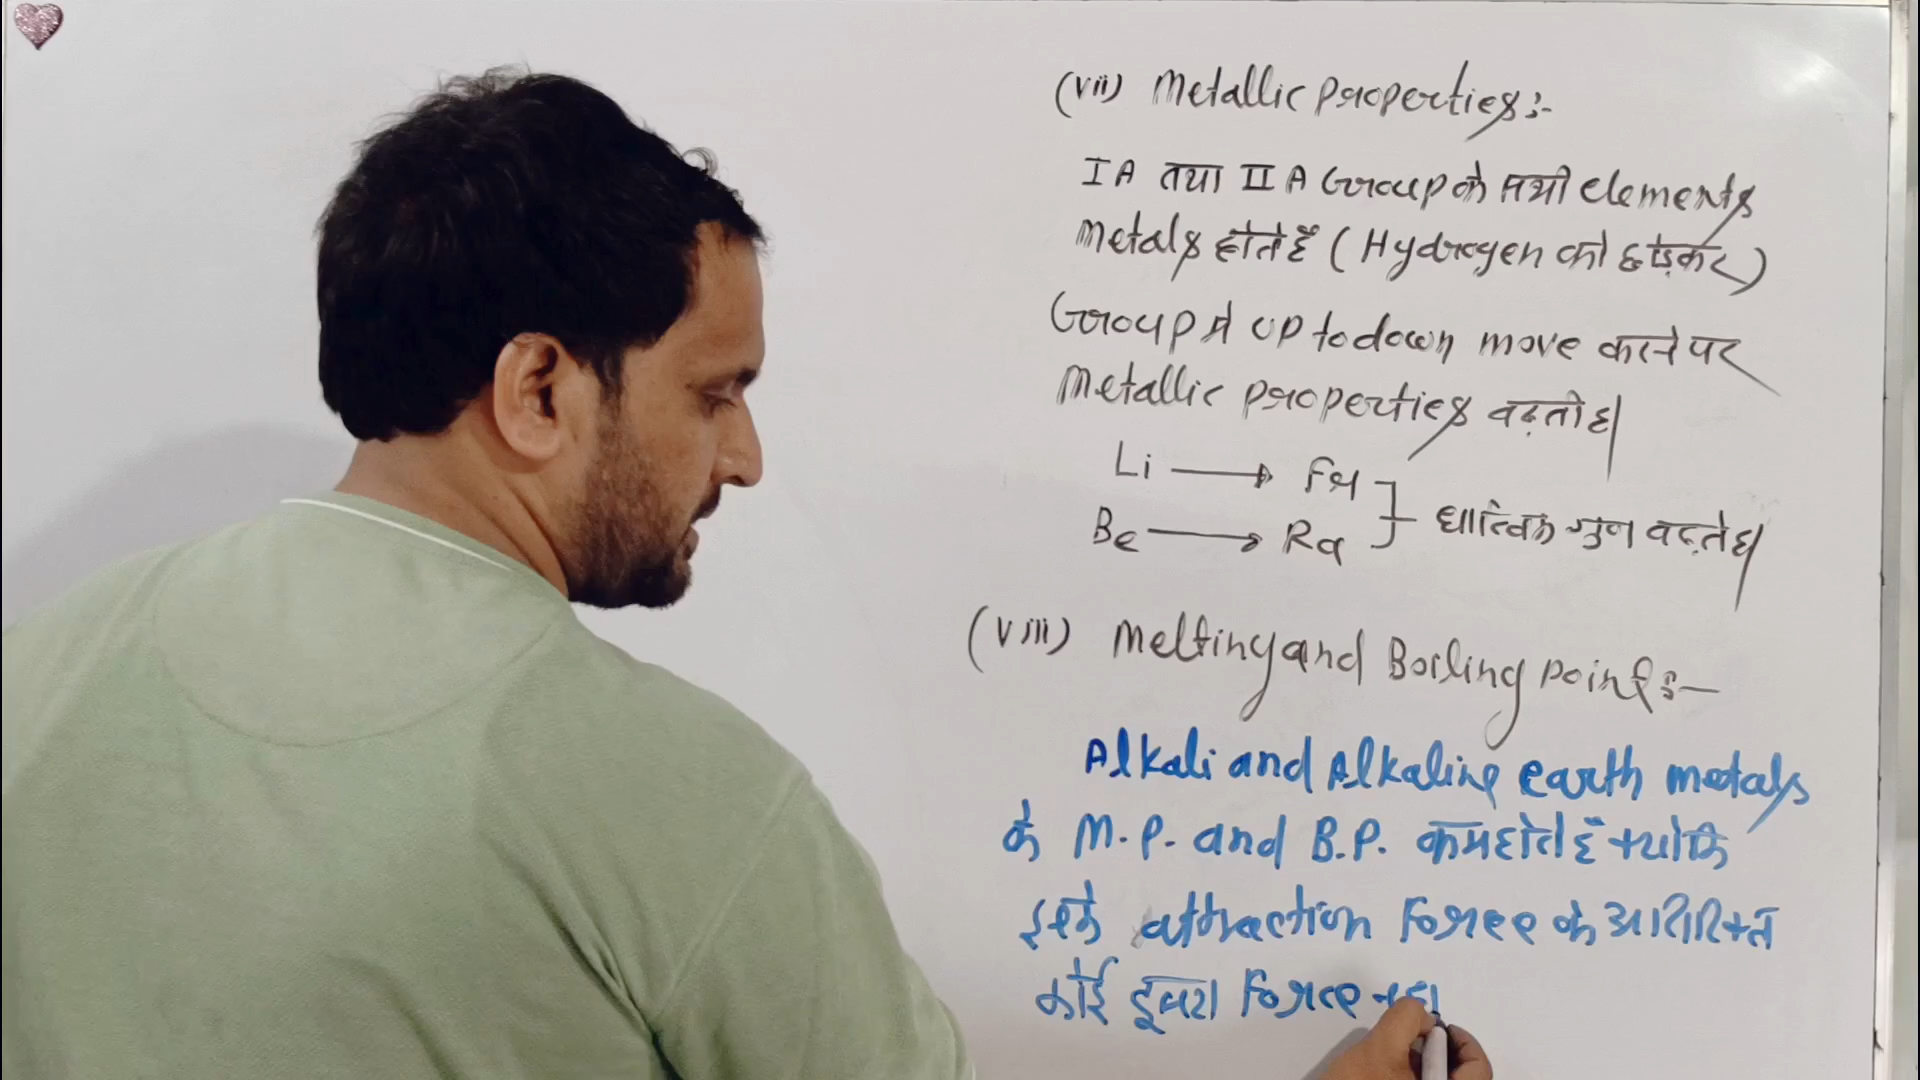 (vii) Metallic properties:-
IA तथा IIA Group के सभी elements
Metals होते हैं (Hydrogen को छोड़कर)
Group में up to down move करने पर
Metallic properties बढ़ती है।
Li → Fr
Be → Ra ] धात्विक गुण बढ़ते है।
(viii) Melting and Boiling point:-
Alkali and Alkaline earth metals
के M.P. and B.P. कम होते हैं क्योकि
इनके attraction Force के अतिरिक्त
कोई दूसरा Force